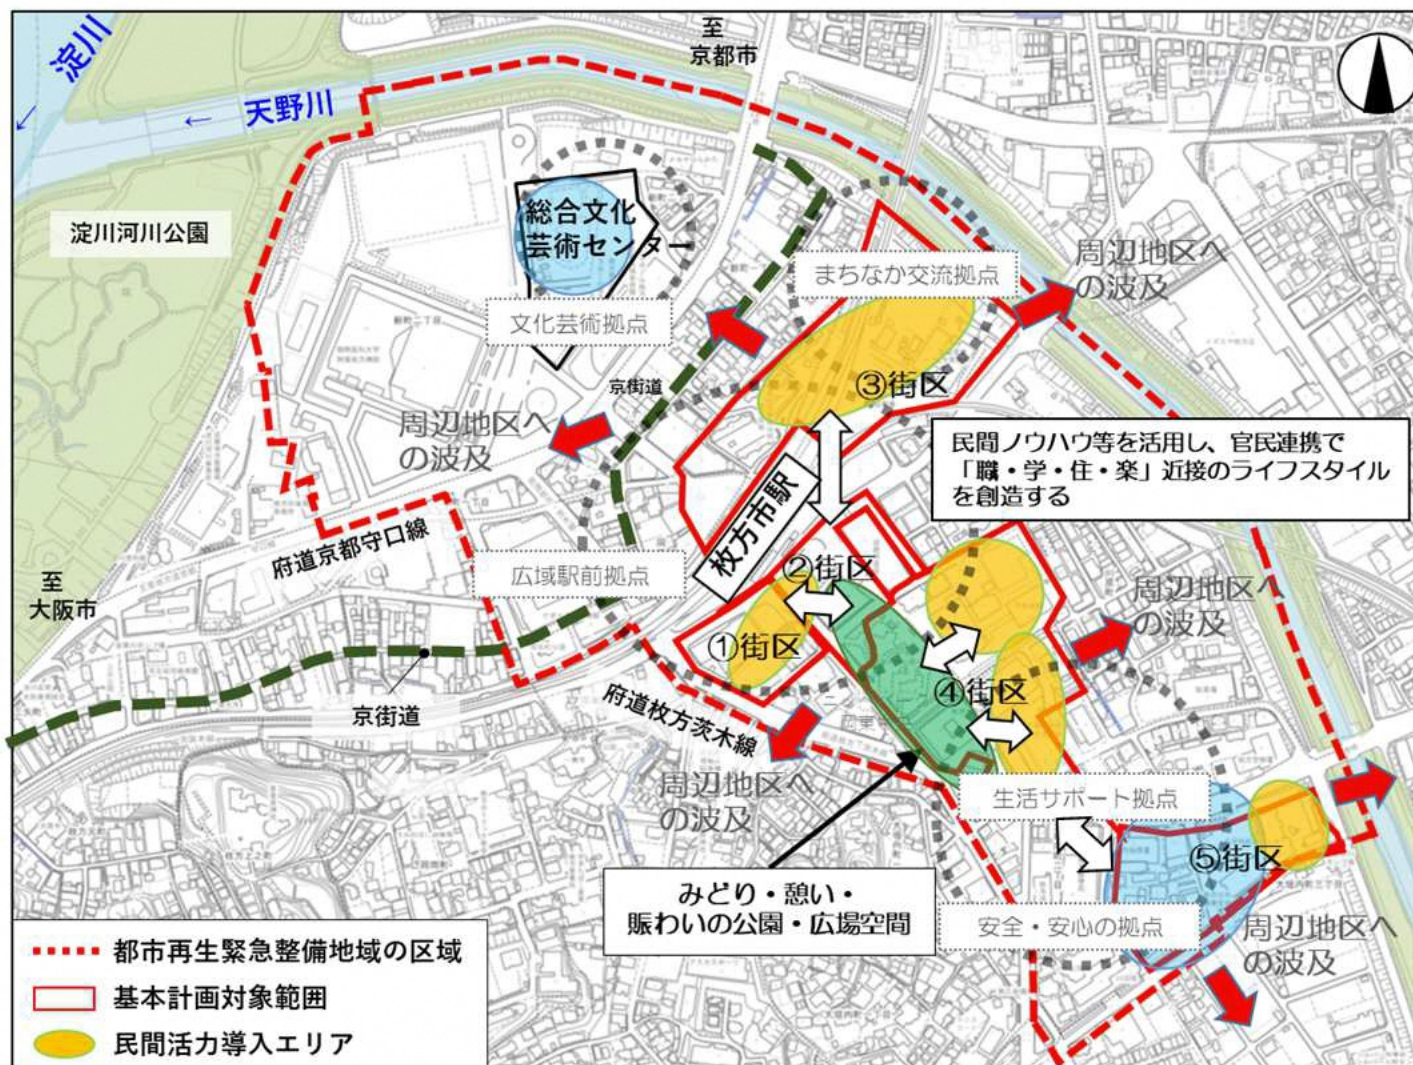 至
京都市
淀川
←
← 天野川
淀川河川公園
総合文化
芸術センター
文化芸術拠点
まちなか交流拠点
周辺地区へ
の波及
京街道
③街区
周辺地区へ
の波及
民間ノウハウ等を活用し、官民連携で
「職・学・住・楽」近接のライフスタイル
を創造する
枚方市駅
府道京都守口線
広域駅前拠点
②街区
至
大阪市
周辺地区へ
の波及
①街区
④街区
京街道
府道枚方茨木線
周辺地区へ
の波及
生活サポート拠点
⑤街区
みどり・憩い・
賑わいの公園・広場空間
安全・安心の拠点
周辺地区へ
の波及
都市再生緊急整備地域の区域
基本計画対象範囲
民間活力導入エリア